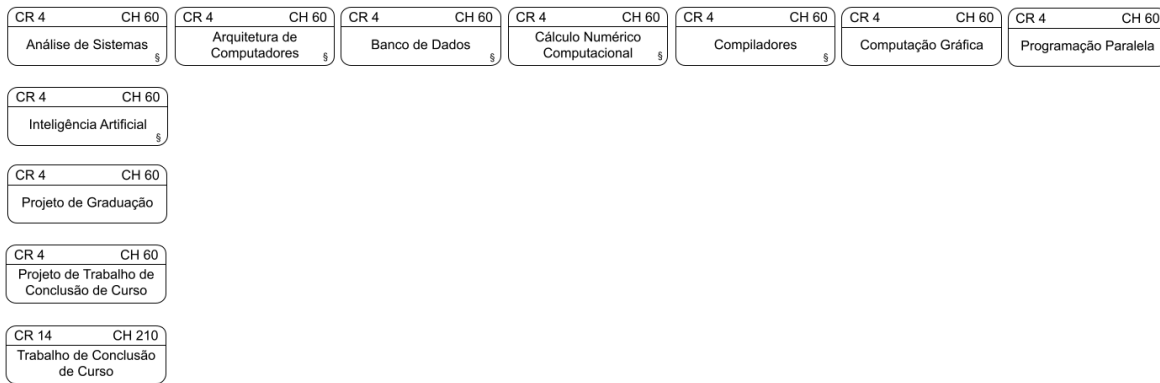 CR 4 CH 60
Análise de Sistemas
§
CR 4 CH 60
Arquitetura de
Computadores
§
CR 4 CH 60
Banco de Dados
§
CR 4 CH 60
Cálculo Numérico
Computacional
§
CR 4 CH 60
Compiladores
§
CR 4 CH 60
Computação Gráfica
CR 4 CH 60
Programação Paralela
CR 4 CH 60
Inteligência Artificial
§
CR 4 CH 60
Projeto de Graduação
CR 4 CH 60
Projeto de Trabalho de
Conclusão de Curso
CR 14 CH 210
Trabalho de Conclusão
de Curso